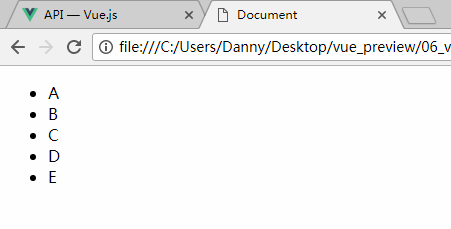 API — Vue.js
Document
file:///C:/Users/Danny/Desktop/vue_preview/06_v
A
B
C
D
E